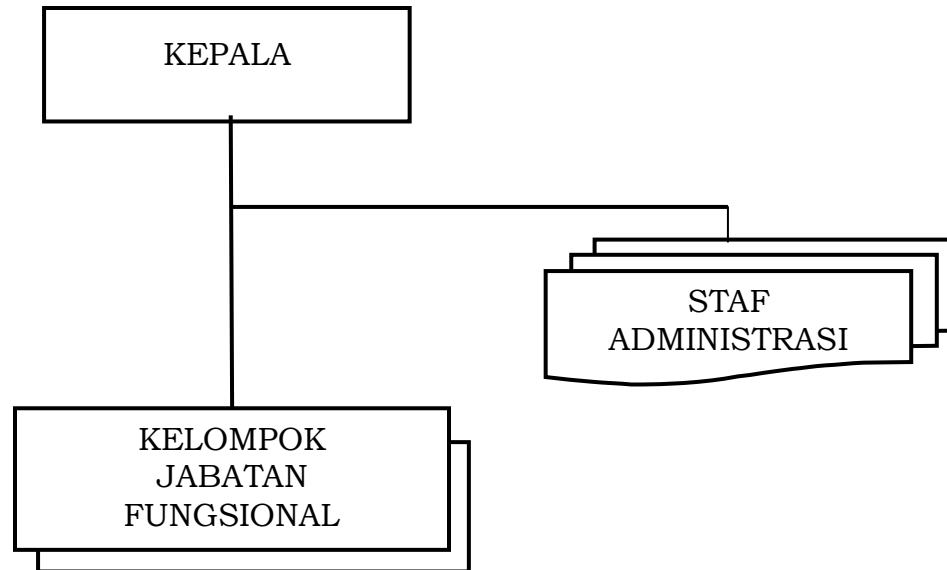 KEPALA
STAF
ADMINISTRASI
KELOMPOK
JABATAN
FUNGSIONAL